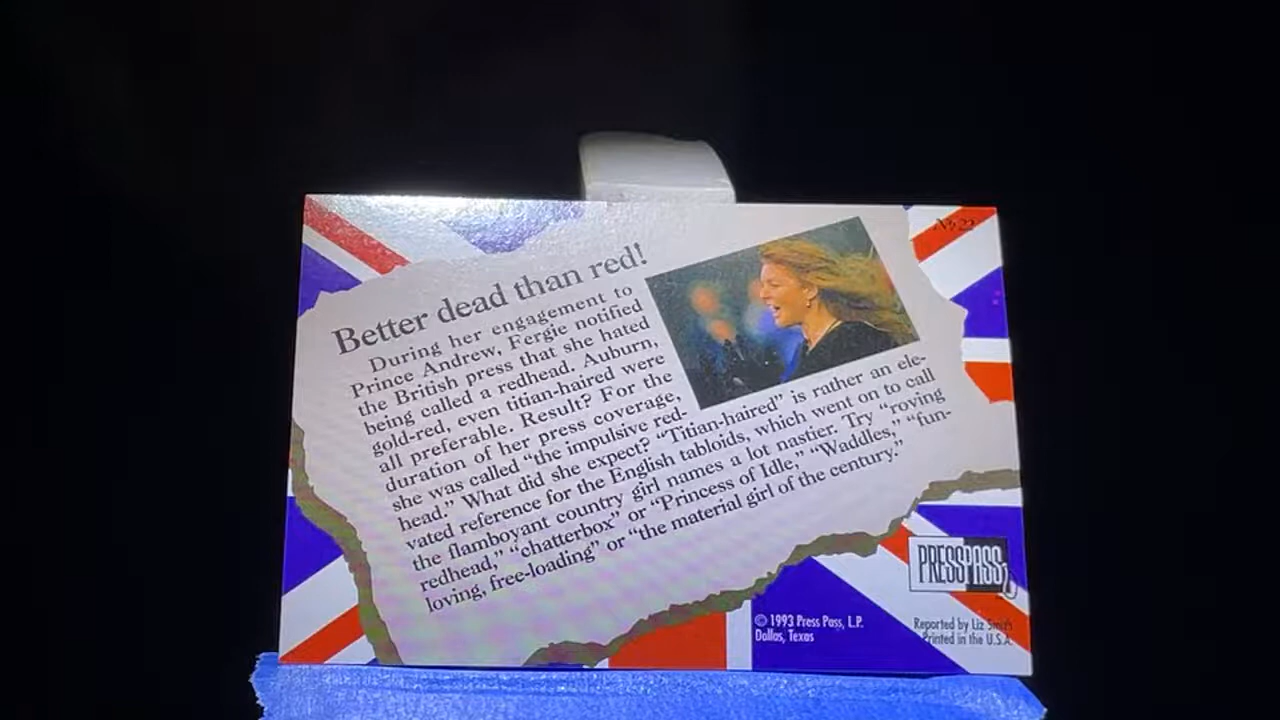 No 22
Better dead than red!
During her engagement to
Prince Andrew, Fergie notified
the British press that she hated
being called a redhead. Auburn,
gold-red, even titian-haired were
all preferable. Result? For the
duration of her press coverage,
she was called “the impulsive red-
head.” What did she expect? “Titian-haired” is rather an ele-
vated reference for the English tabloids, which went on to call
the flamboyant country girl names a lot nastier. Try “roving
redhead,” “chatterbox” or “Princess of Idle,” “Waddles,” “fun-
loving, free-loading” or “the material girl of the century.”
PRESS PASS
© 1993 Press Pass, L.P.
Dallas, Texas
Reported by Liz Smith
Printed in the U.S.A.